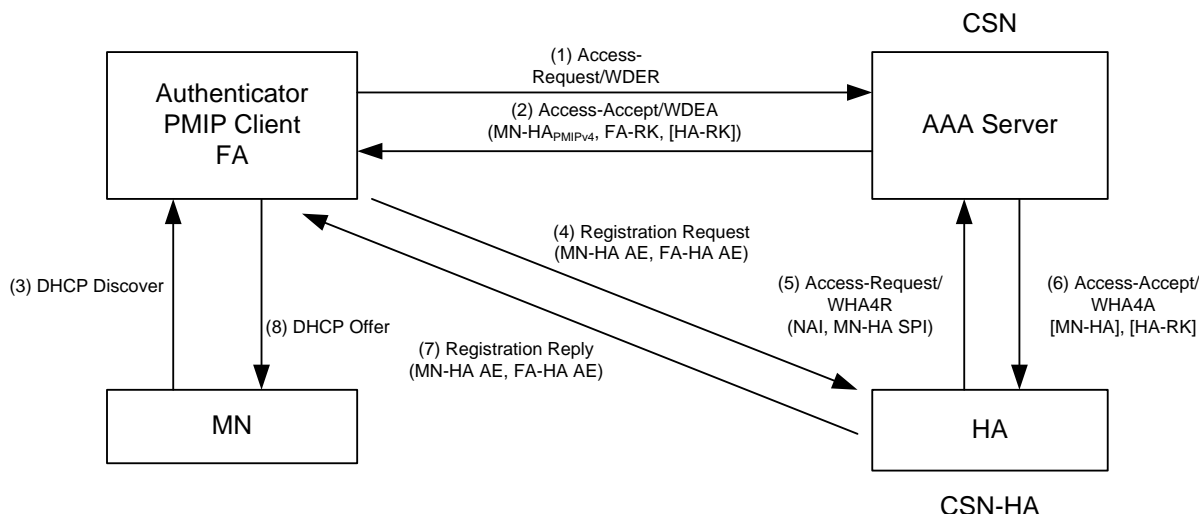 CSN
(1) Access-
Request/WDER
Authenticator
PMIP Client
FA
(2) Access-Accept/WDEA
(MN-HAPMIPv4, FA-RK, [HA-RK])
AAA Server
(3) DHCP Discover
(8) DHCP Offer
(4) Registration Request
(MN-HA AE, FA-HA AE)
(7) Registration Reply
(MN-HA AE, FA-HA AE)
(5) Access-Request/
WHA4R
(NAI, MN-HA SPI)
(6) Access-Accept/
WHA4A
[MN-HA], [HA-RK]
MN
HA
CSN-HA